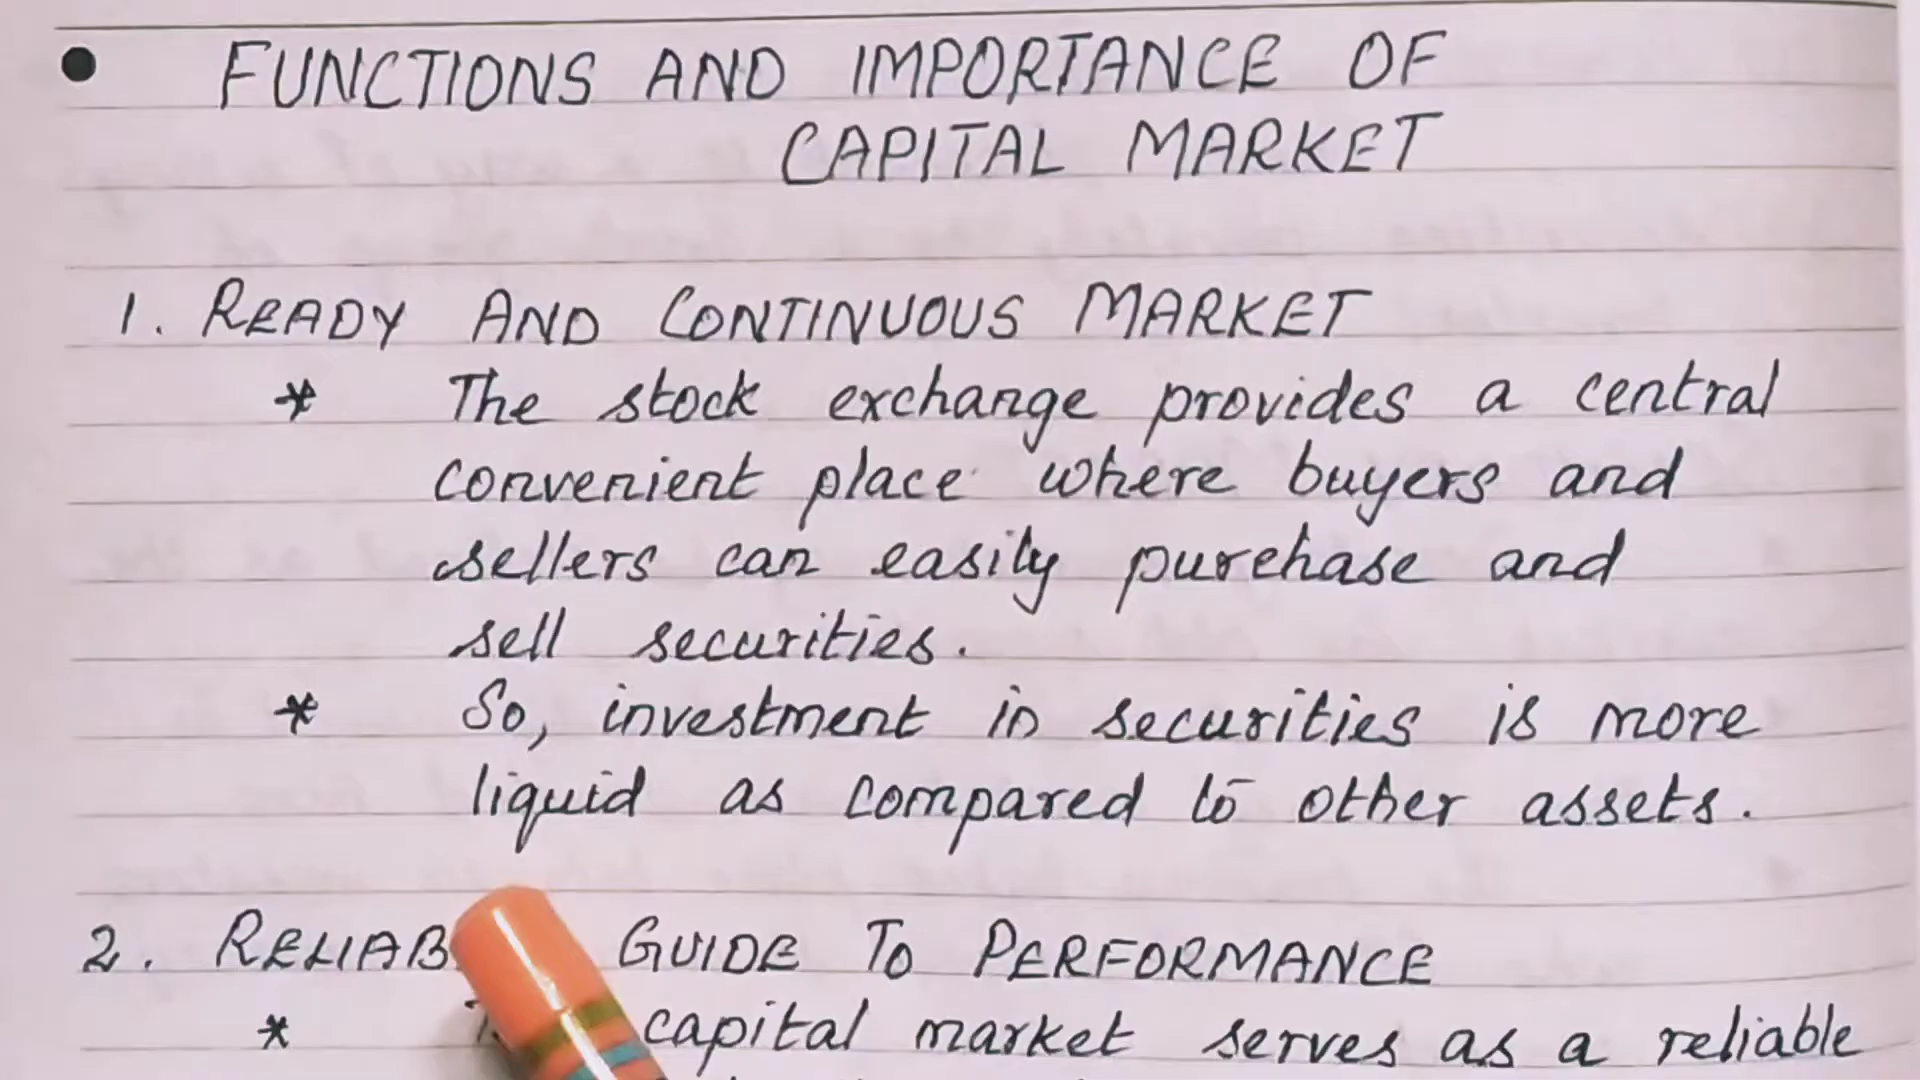 • FUNCTIONS AND IMPORTANCE OF
CAPITAL MARKET
1. READY AND CONTINUOUS MARKET
* The stock exchange provides a central
convenient place where buyers and
sellers can easily purchase and
sell securities.
* So, investment in securities is more
liquid as compared to other assets.
2. GUIDE TO PERFORMANCE
* capital market serves as a reliable